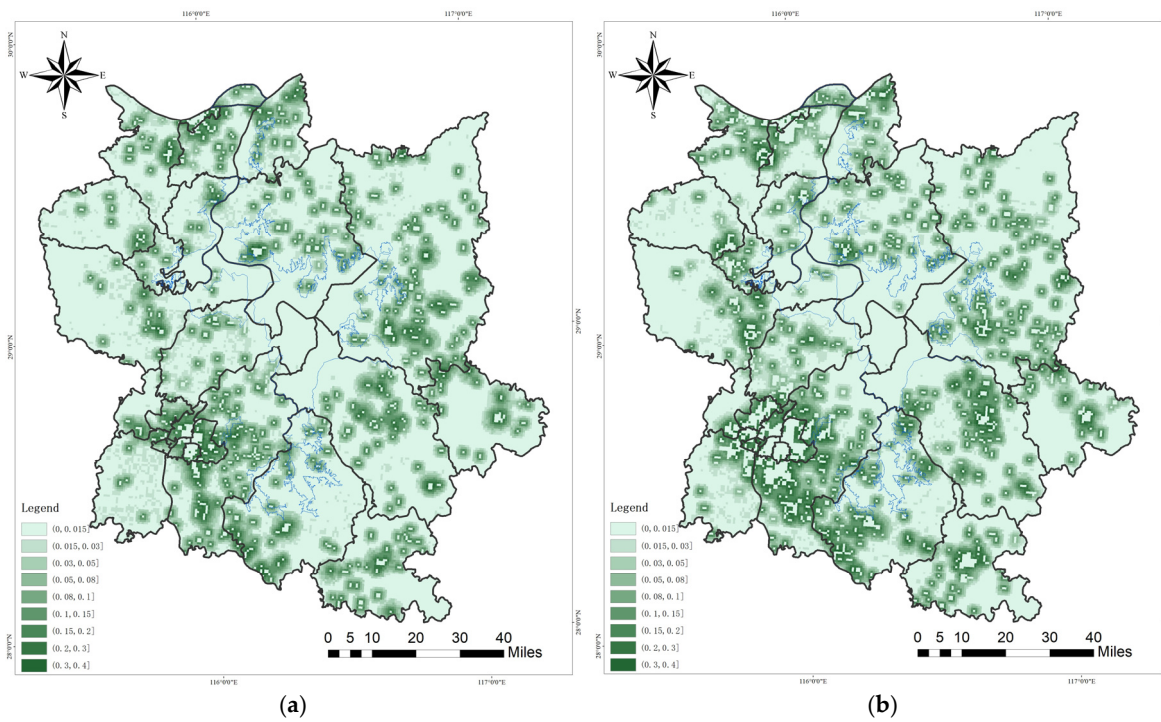 116°0'0"E 117°0'0"E
30°0'0"N
N
W E
S
29°0'0"N
28°0'0"N
Legend
(0, 0.015]
(0.015, 0.03]
(0.03, 0.05]
(0.05, 0.08]
(0.08, 0.1]
(0.1, 0.15]
(0.15, 0.2]
(0.2, 0.3]
(0.3, 0.4]
0 5 10 20 30 40
Miles
116°0'0"E 117°0'0"E
(a)
116°0'0"E 117°0'0"E
30°0'0"N
N
W E
S
29°0'0"N
28°0'0"N
Legend
(0, 0.015]
(0.015, 0.03]
(0.03, 0.05]
(0.05, 0.08]
(0.08, 0.1]
(0.1, 0.15]
(0.15, 0.2]
(0.2, 0.3]
(0.3, 0.4]
0 5 10 20 30 40
Miles
116°0'0"E 117°0'0"E
(b)